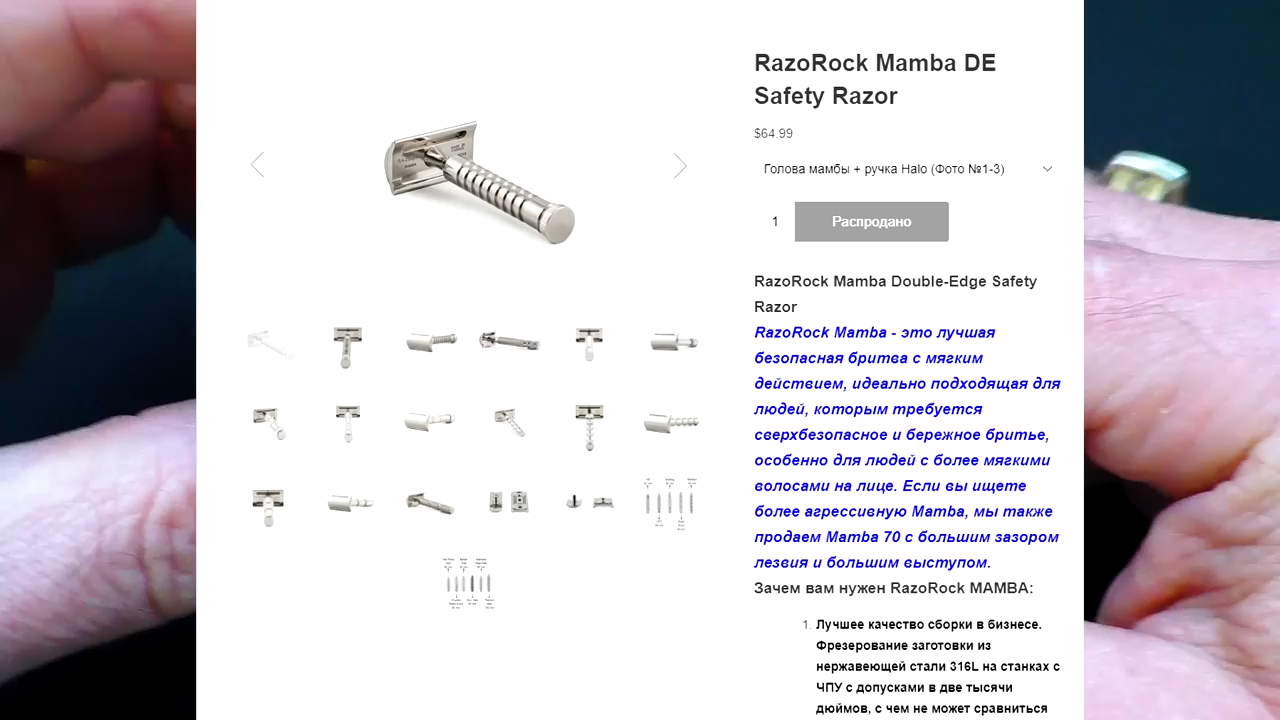 RazoRock Mamba DE
Safety Razor
$64.99
Голова мамбы + ручка Halo (Фото №1-3)
1
Распродано
RazoRock Mamba Double-Edge Safety
Razor
RazoRock Mamba - это лучшая
безопасная бритва с мягким
действием, идеально подходящая для
людей, которым требуется
сверхбезопасное и бережное бритье,
особенно для людей с более мягкими
волосами на лице. Если вы ищете
более агрессивную Mamba, мы также
продаем Mamba 70 с большим зазором
лезвия и большим выступом.
Зачем вам нужен RazoRock MAMBA:
1. Лучшее качество сборки в бизнесе.
Фрезерование заготовки из
нержавеющей стали 316L на станках с
ЧПУ с допусками в две тысячи
дюймов, с чем не может сравниться